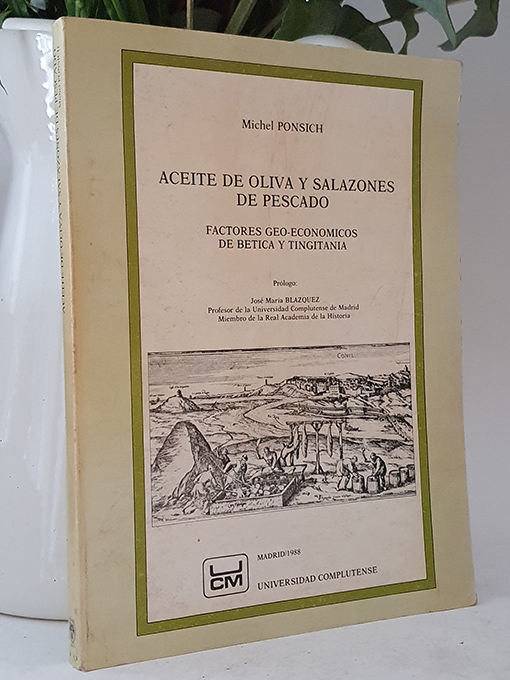 Michel PONSICH
ACEITE DE OLIVA Y SALAZONES
DE PESCADO
FACTORES GEO-ECONOMICOS
DE BETICA Y TINGITANIA
Prólogo:
José María BLAZQUEZ
Profesor de la Universidad Complutense de Madrid
Miembro de la Real Academia de la Historia
MADRID/1988
UCM
UNIVERSIDAD COMPLUTENSE